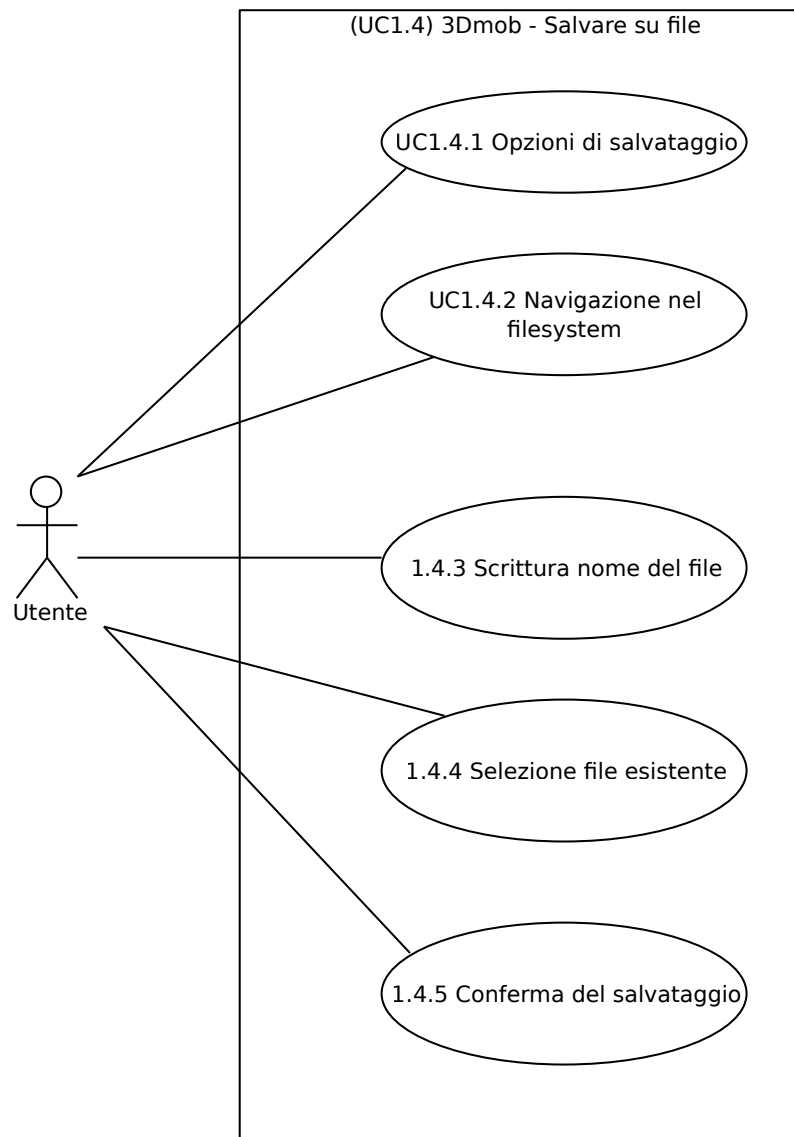 (UC1.4) 3Dmob - Salvare su file
UC1.4.1 Opzioni di salvataggio
UC1.4.2 Navigazione nel
filesystem
1.4.3 Scrittura nome del file
Utente
1.4.4 Selezione file esistente
1.4.5 Conferma del salvataggio